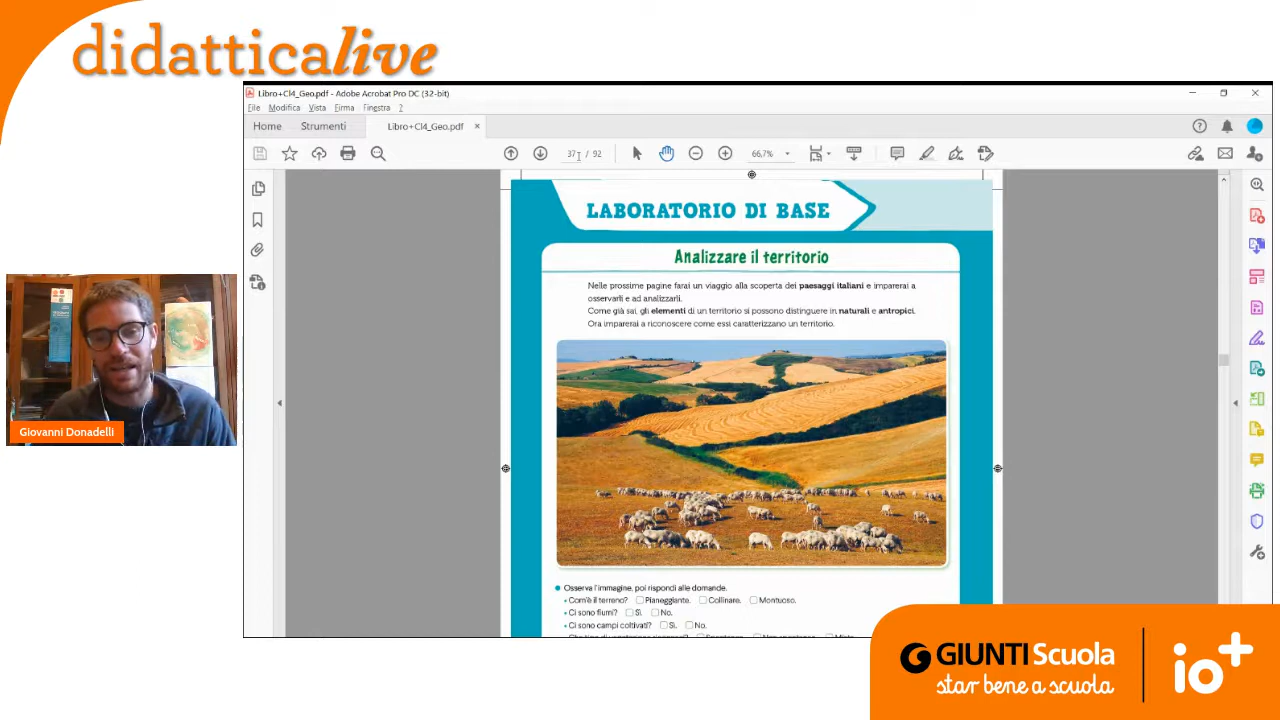 didatticalive
Libro+Cl4_Geo.pdf - Adobe Acrobat Pro DC (32-bit)
File Modifica Vista Firma Finestra ?
Home Strumenti Libro+Cl4_Geo.pdf ×
37 / 92 66,7%
LABORATORIO DI BASE
Analizzare il territorio
Nelle prossime pagine farai un viaggio alla scoperta dei paesaggi italiani e imparerai a
osservarli e ad analizzarli.
Come già sai, gli elementi di un territorio si possono distinguere in naturali e antropici.
Ora imparerai a riconoscere come essi caratterizzano un territorio.
Osserva l'immagine, poi rispondi alle domande.
• Com'è il terreno? Pianeggiante. Collinare. Montuoso.
• Ci sono fiumi? Sì. No.
• Ci sono campi coltivati? Sì. No.
Giovanni Donadelli
GIUNTI Scuola
star bene a scuola
io+